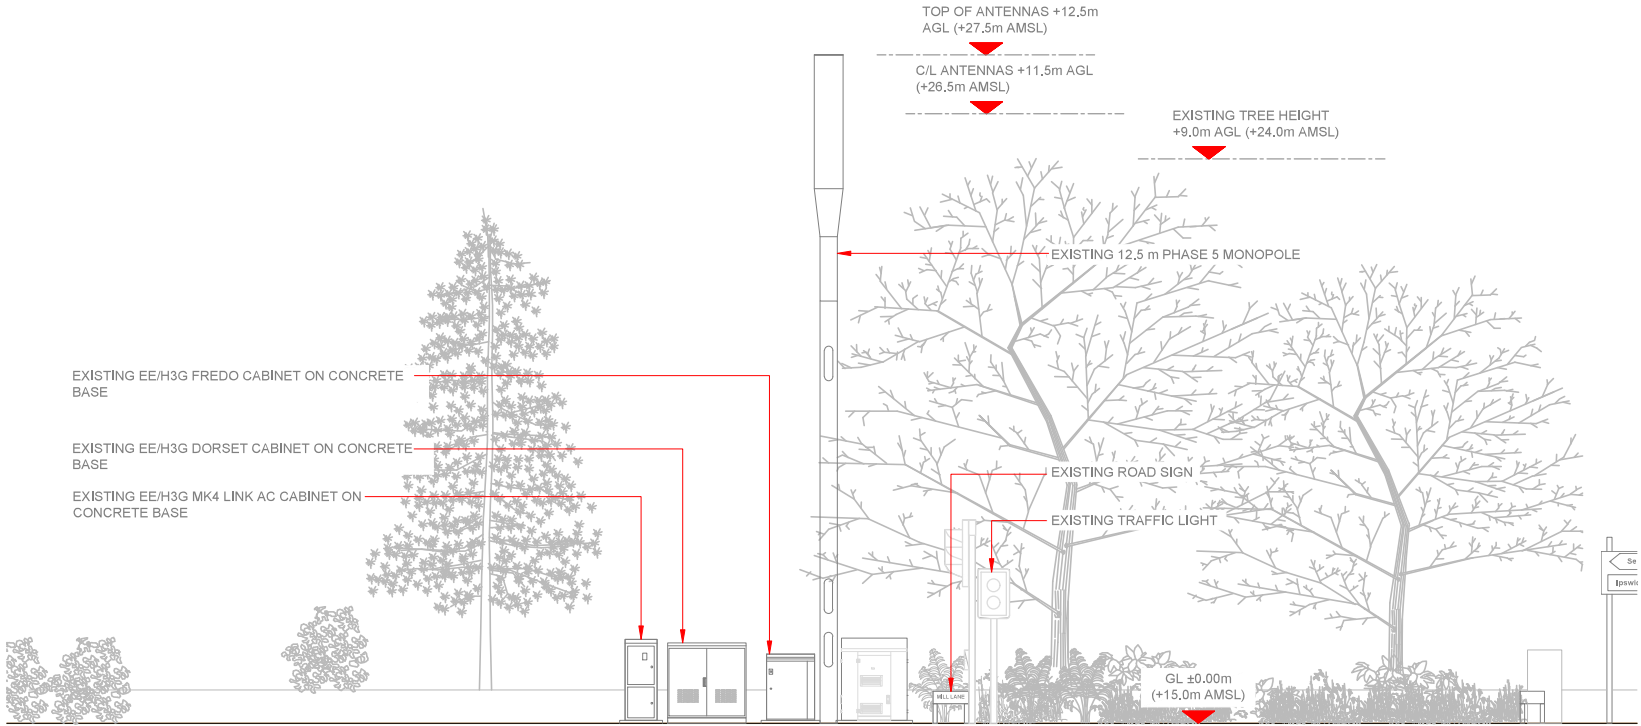 TOP OF ANTENNAS +12.5m
AGL (+27.5m AMSL)
C/L ANTENNAS +11.5m AGL
(+26.5m AMSL)
EXISTING TREE HEIGHT
+9.0m AGL (+24.0m AMSL)
EXISTING 12.5 m PHASE 5 MONOPOLE
EXISTING EE/H3G FREDO CABINET ON CONCRETE
BASE
EXISTING EE/H3G DORSET CABINET ON CONCRETE
BASE
EXISTING EE/H3G MK4 LINK AC CABINET ON
CONCRETE BASE
EXISTING ROAD SIGN
EXISTING TRAFFIC LIGHT
MILL LANE
GL ±0.00m
(+15.0m AMSL)
Se
Ipswic